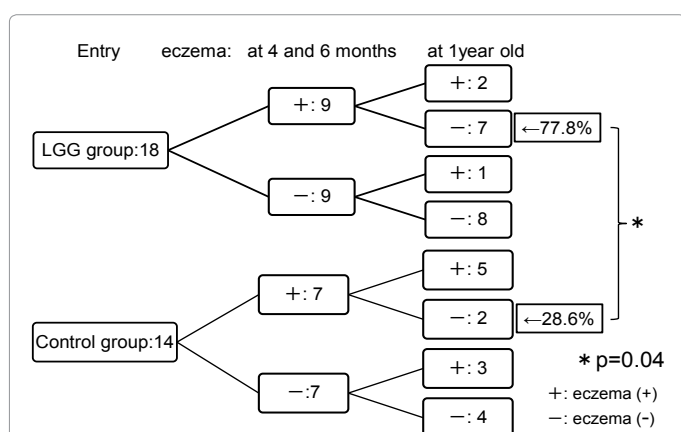 Entry eczema: at 4 and 6 months at 1year old
+: 2
+: 9
−: 7 ←77.8%
LGG group:18
+: 1
−: 9
−: 8
*
+: 5
+: 7
−: 2 ←28.6%
Control group:14
* p=0.04
+: 3
−:7
+: eczema (+)
−: 4
−: eczema (-)